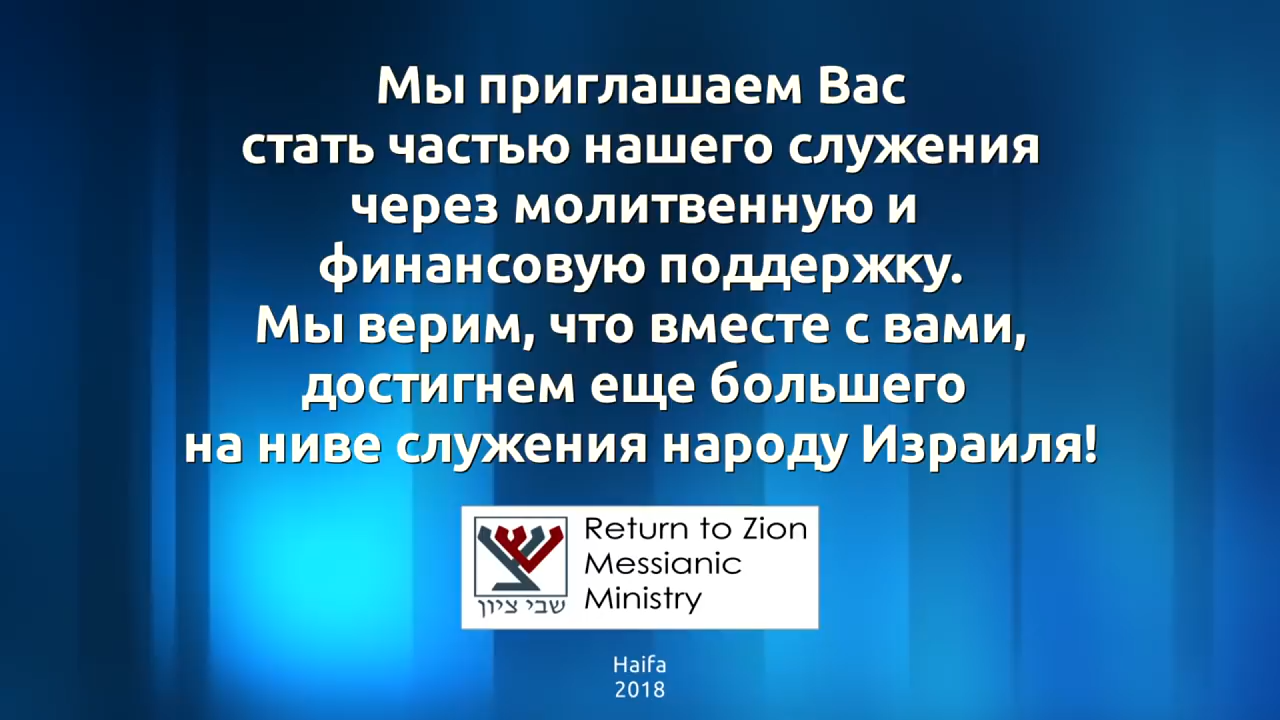 Мы приглашаем Вас
стать частью нашего служения
через молитвенную и
финансовую поддержку.
Мы верим, что вместе с вами,
достигнем еще большего
на ниве служения народу Израиля!
Return to Zion
Messianic
Ministry
שבי ציון
Haifa
2018